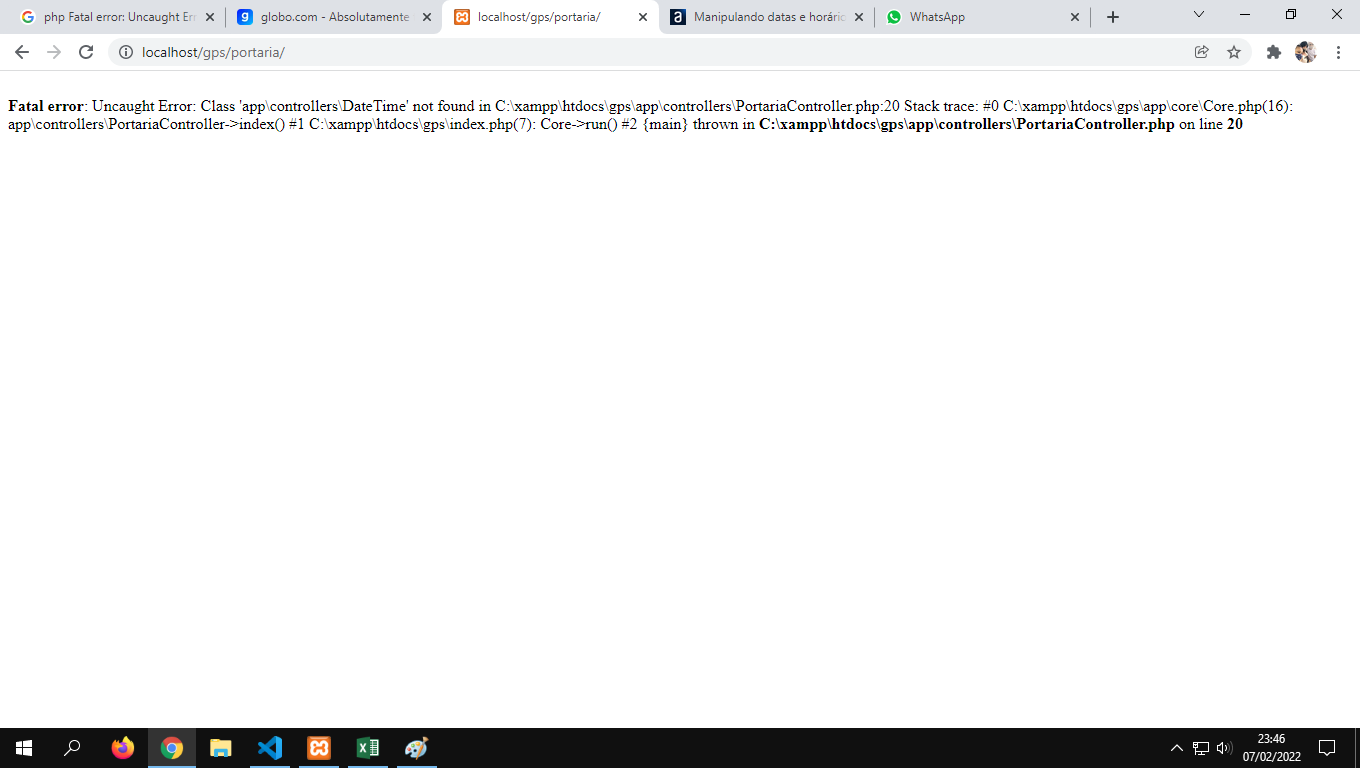 php Fatal error: Uncaught Er
globo.com - Absolutamente
localhost/gps/portaria/
Manipulando datas e horário
WhatsApp
localhost/gps/portaria/
Fatal error: Uncaught Error: Class 'app\controllers\DateTime' not found in C:\xampp\htdocs\gps\app\controllers\PortariaController.php:20 Stack trace: #0 C:\xampp\htdocs\gps\app\core\Core.php(16):
app\controllers\PortariaController->index() #1 C:\xampp\htdocs\gps\index.php(7): Core->run() #2 {main} thrown in C:\xampp\htdocs\gps\app\controllers\PortariaController.php on line 20
23:46
07/02/2022